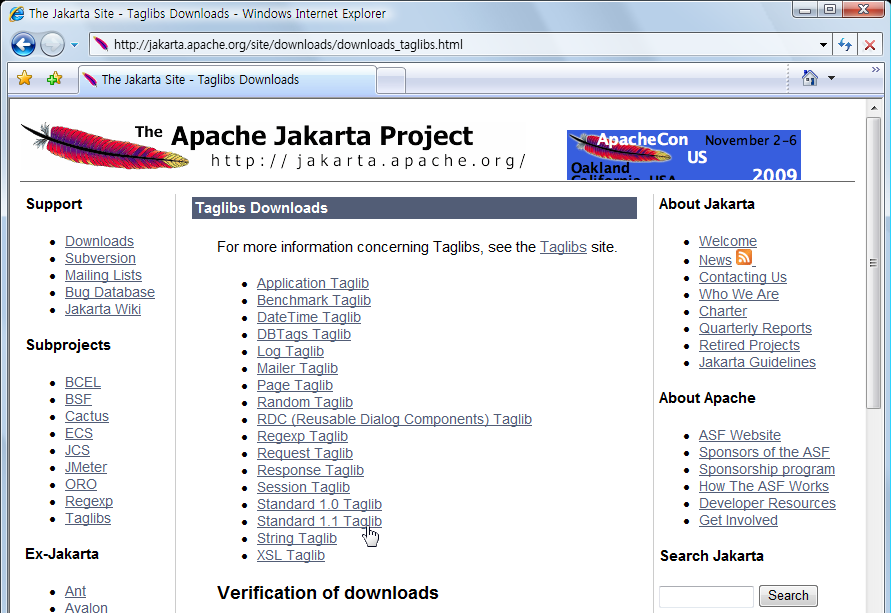 The Jakarta Site - Taglibs Downloads - Windows Internet Explorer
http://jakarta.apache.org/site/downloads/downloads_taglibs.html
The Jakarta Site - Taglibs Downloads
The Apache Jakarta Project
http://jakarta.apache.org/
ApacheCon US
November 2-6
Oakland
California, USA
2009
Support
Downloads
Subversion
Mailing Lists
Bug Database
Jakarta Wiki
Subprojects
BCEL
BSF
Cactus
ECS
JCS
JMeter
ORO
Regexp
Taglibs
Ex-Jakarta
Ant
Avalon
Taglibs Downloads
For more information concerning Taglibs, see the Taglibs site.
Application Taglib
Benchmark Taglib
DateTime Taglib
DBTags Taglib
Log Taglib
Mailer Taglib
Page Taglib
Random Taglib
RDC (Reusable Dialog Components) Taglib
Regexp Taglib
Request Taglib
Response Taglib
Session Taglib
Standard 1.0 Taglib
Standard 1.1 Taglib
String Taglib
XSL Taglib
Verification of downloads
About Jakarta
Welcome
News
Contacting Us
Who We Are
Charter
Quarterly Reports
Retired Projects
Jakarta Guidelines
About Apache
ASF Website
Sponsors of the ASF
Sponsorship program
How The ASF Works
Developer Resources
Get Involved
Search Jakarta
Search